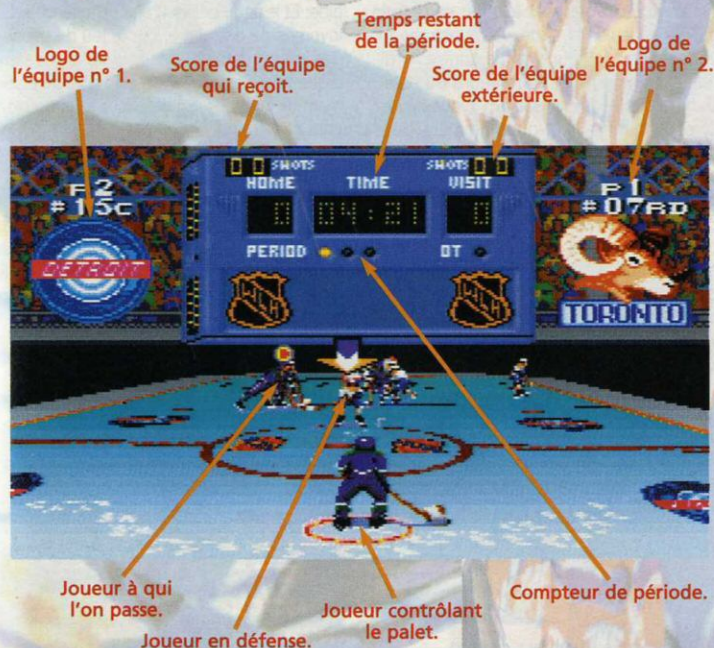 Temps restant
de la période.
Logo de
l'équipe n° 1.
Score de l'équipe
qui reçoit.
Score de l'équipe
extérieure.
Logo de
l'équipe n° 2.
P2
#15C
00 SHOTS
SHOTS 00
HOME TIME VISIT
0 04:21 0
PERIOD OT
P1
#07RD
DETROIT
TORONTO
Joueur à qui
l'on passe.
Joueur en défense.
Joueur contrôlant
le palet.
Compteur de période.